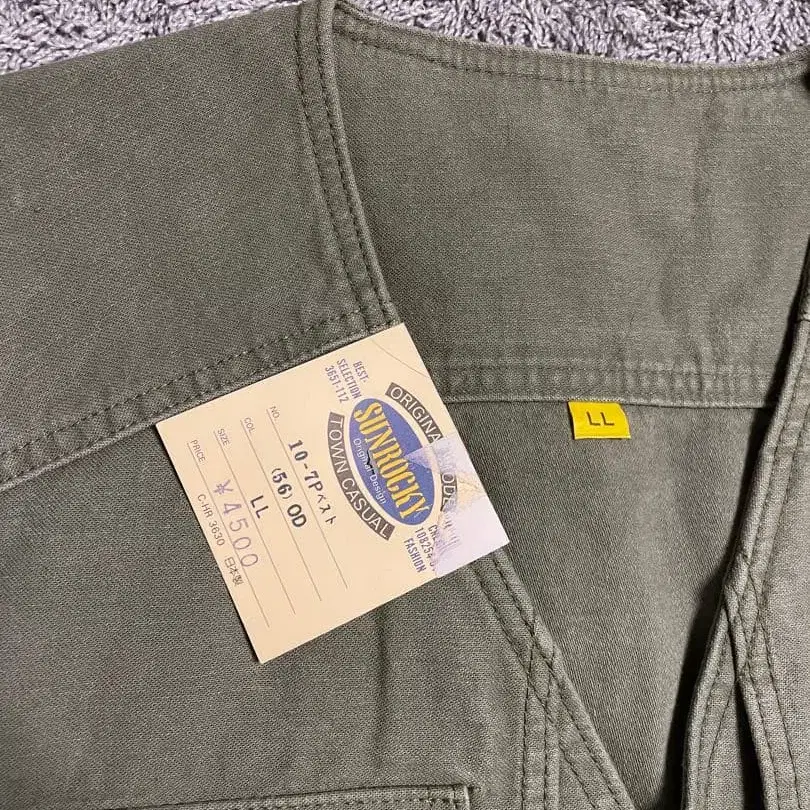 BEST-
SELECTION
3651-112
ORIGINAL
SUNROCKY
Original Design
TOWN CASUAL
FASHION
NO. 10-7Pベスト
COL. (56) OD
SIZE LL
PRICE ¥4500
C-HR 3630 日本製
LL